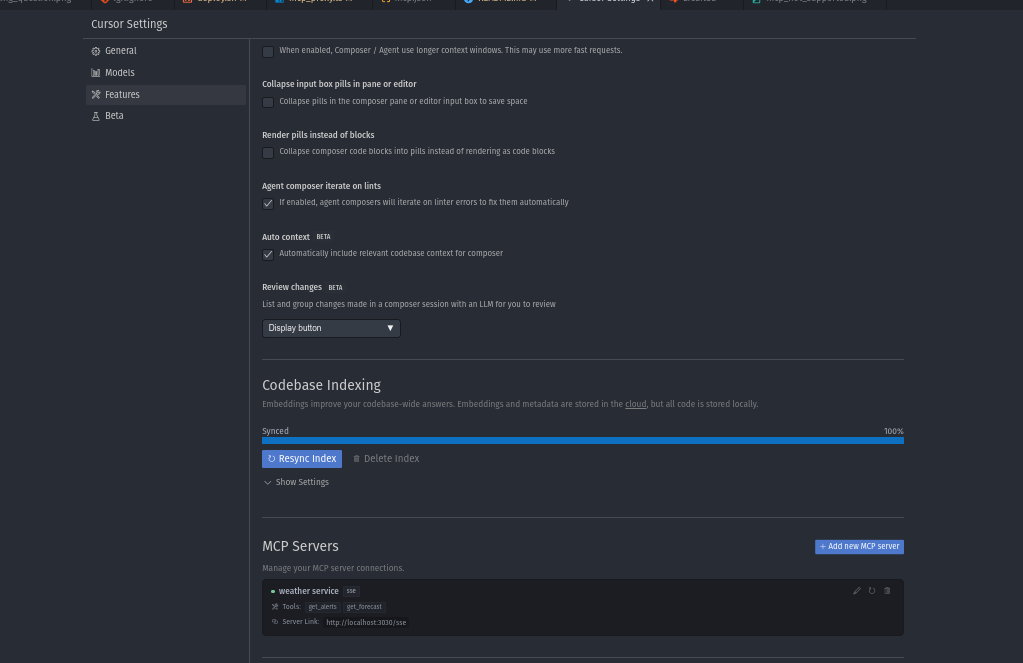 Cursor Settings
General
Models
Features
Beta
When enabled, Composer / Agent use longer context windows. This may use more fast requests.
Collapse input box pills in pane or editor
Collapse pills in the composer pane or editor input box to save space
Render pills instead of blocks
Collapse composer code blocks into pills instead of rendering as code blocks
Agent composer iterate on lints
If enabled, agent composers will iterate on linter errors to fix them automatically
Auto context BETA
Automatically include relevant codebase context for composer
Review changes BETA
List and group changes made in a composer session with an LLM for you to review
Display button
Codebase Indexing
Embeddings improve your codebase-wide answers. Embeddings and metadata are stored in the cloud, but all code is stored locally.
Synced 100%
Resync Index Delete Index
Show Settings
MCP Servers + Add new MCP server
Manage your MCP server connections.
weather service sse
Tools: get_alerts get_forecast
Server Link: http://localhost:3030/sse